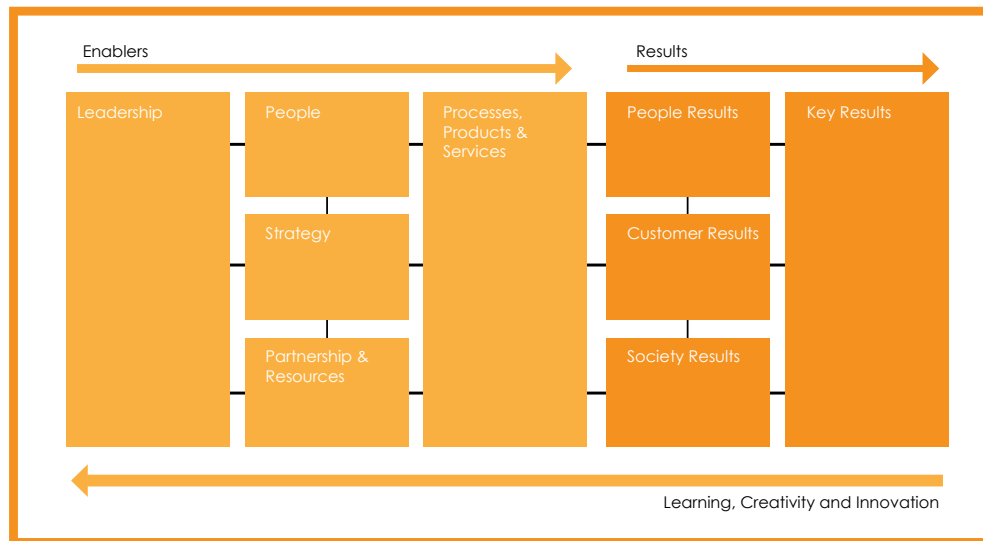 Enablers
Results
Leadership
People
Processes,
Products &
Services
People Results
Key Results
Strategy
Customer Results
Partnership &
Resources
Society Results
Learning, Creativity and Innovation